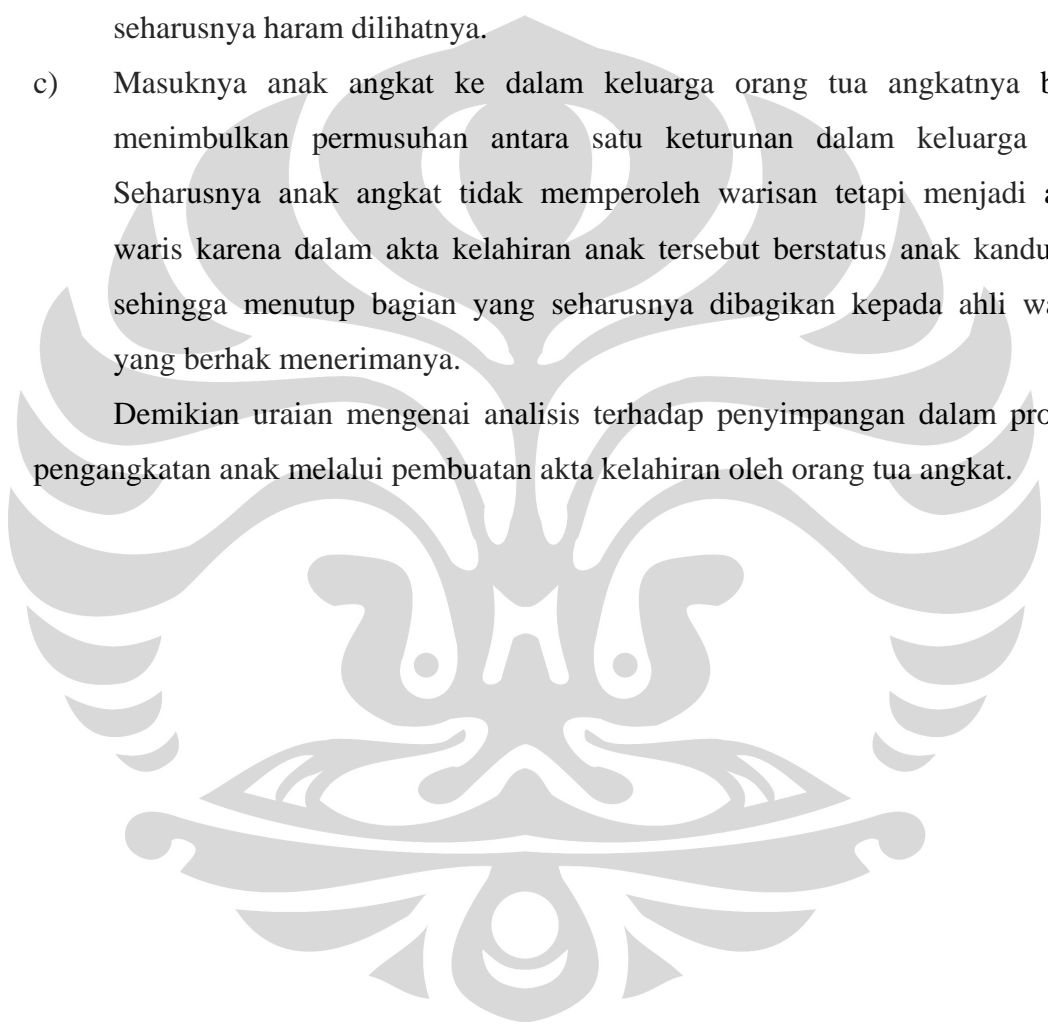 seharusnya haram dilihatnya.
c) Masuknya anak angkat ke dalam keluarga orang tua angkatnya
menimbulkan permusuhan antara satu keturunan dalam keluarga
Seharusnya anak angkat tidak memperoleh warisan tetapi menjadi
waris karena dalam akta kelahiran anak tersebut berstatus anak
sehingga menutup bagian yang seharusnya dibagikan kepada ahli
yang berhak menerimanya.
Demikian uraian mengenai analisis terhadap penyimpangan dalam
pengangkatan anak melalui pembuatan akta kelahiran oleh orang tua angkat.